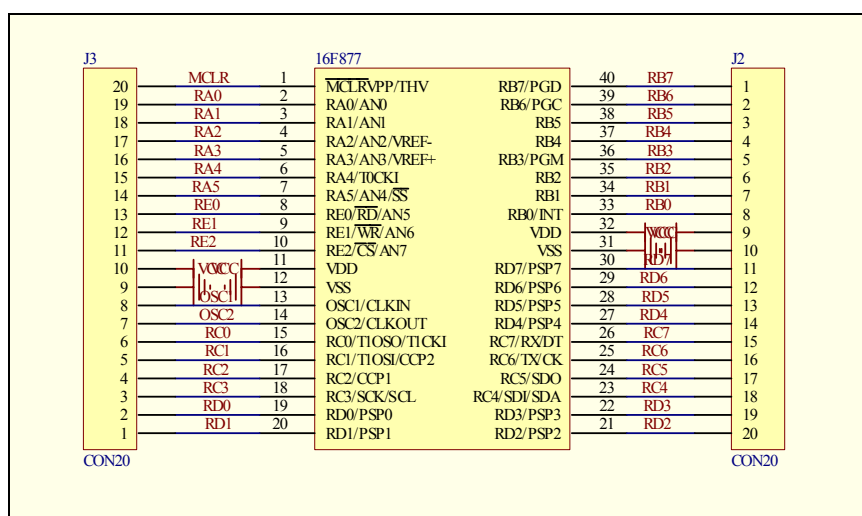 J3 16F877 J2
20 MCLR 1 MCLRVPP/THV RB7/PGD 40 RB7 1
19 RA0 2 RA0/AN0 RB6/PGC 39 RB6 2
18 RA1 3 RA1/AN1 RB5 38 RB5 3
17 RA2 4 RA2/AN2/VREF- RB4 37 RB4 4
16 RA3 5 RA3/AN3/VREF+ RB3/PGM 36 RB3 5
15 RA4 6 RA4/T0CKI RB2 35 RB2 6
14 RA5 7 RA5/AN4/SS RB1 34 RB1 7
13 RE0 8 RE0/RD/AN5 RB0/INT 33 RB0 8
12 RE1 9 RE1/WR/AN6 VDD 32 VCC 9
11 RE2 10 RE2/CS/AN7 VSS 31 10
10 VCC VCC 11 VDD RD7/PSP7 30 RD7 11
9 12 VSS RD6/PSP6 29 RD6 12
8 OSC1 13 OSC1/CLKIN RD5/PSP5 28 RD5 13
7 OSC2 14 OSC2/CLKOUT RD4/PSP4 27 RD4 14
6 RC0 15 RC0/T1OSO/T1CKI RC7/RX/DT 26 RC7 15
5 RC1 16 RC1/T1OSI/CCP2 RC6/TX/CK 25 RC6 16
4 RC2 17 RC2/CCP1 RC5/SDO 24 RC5 17
3 RC3 18 RC3/SCK/SCL RC4/SDI/SDA 23 RC4 18
2 RD0 19 RD0/PSP0 RD3/PSP3 22 RD3 19
1 RD1 20 RD1/PSP1 RD2/PSP2 21 RD2 20
CON20 CON20